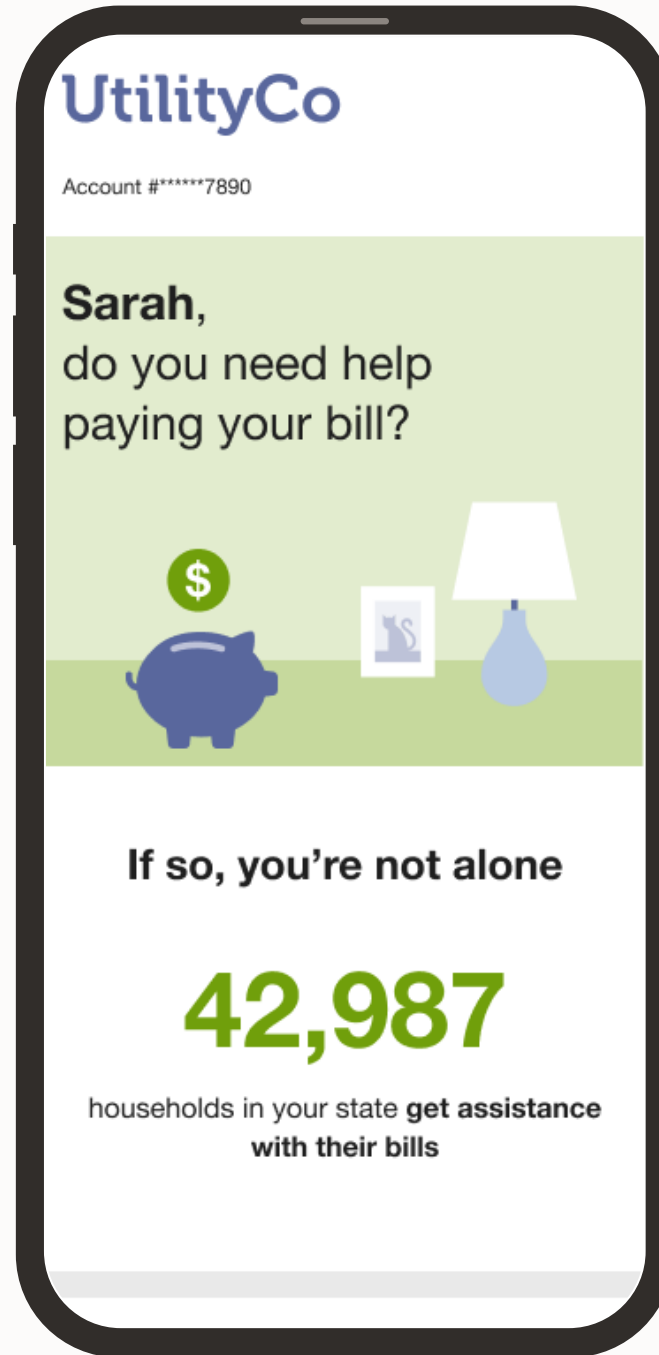 UtilityCo
Account #******7890
Sarah,
do you need help
paying your bill?
$
If so, you’re not alone
42,987
households in your state get assistance
with their bills